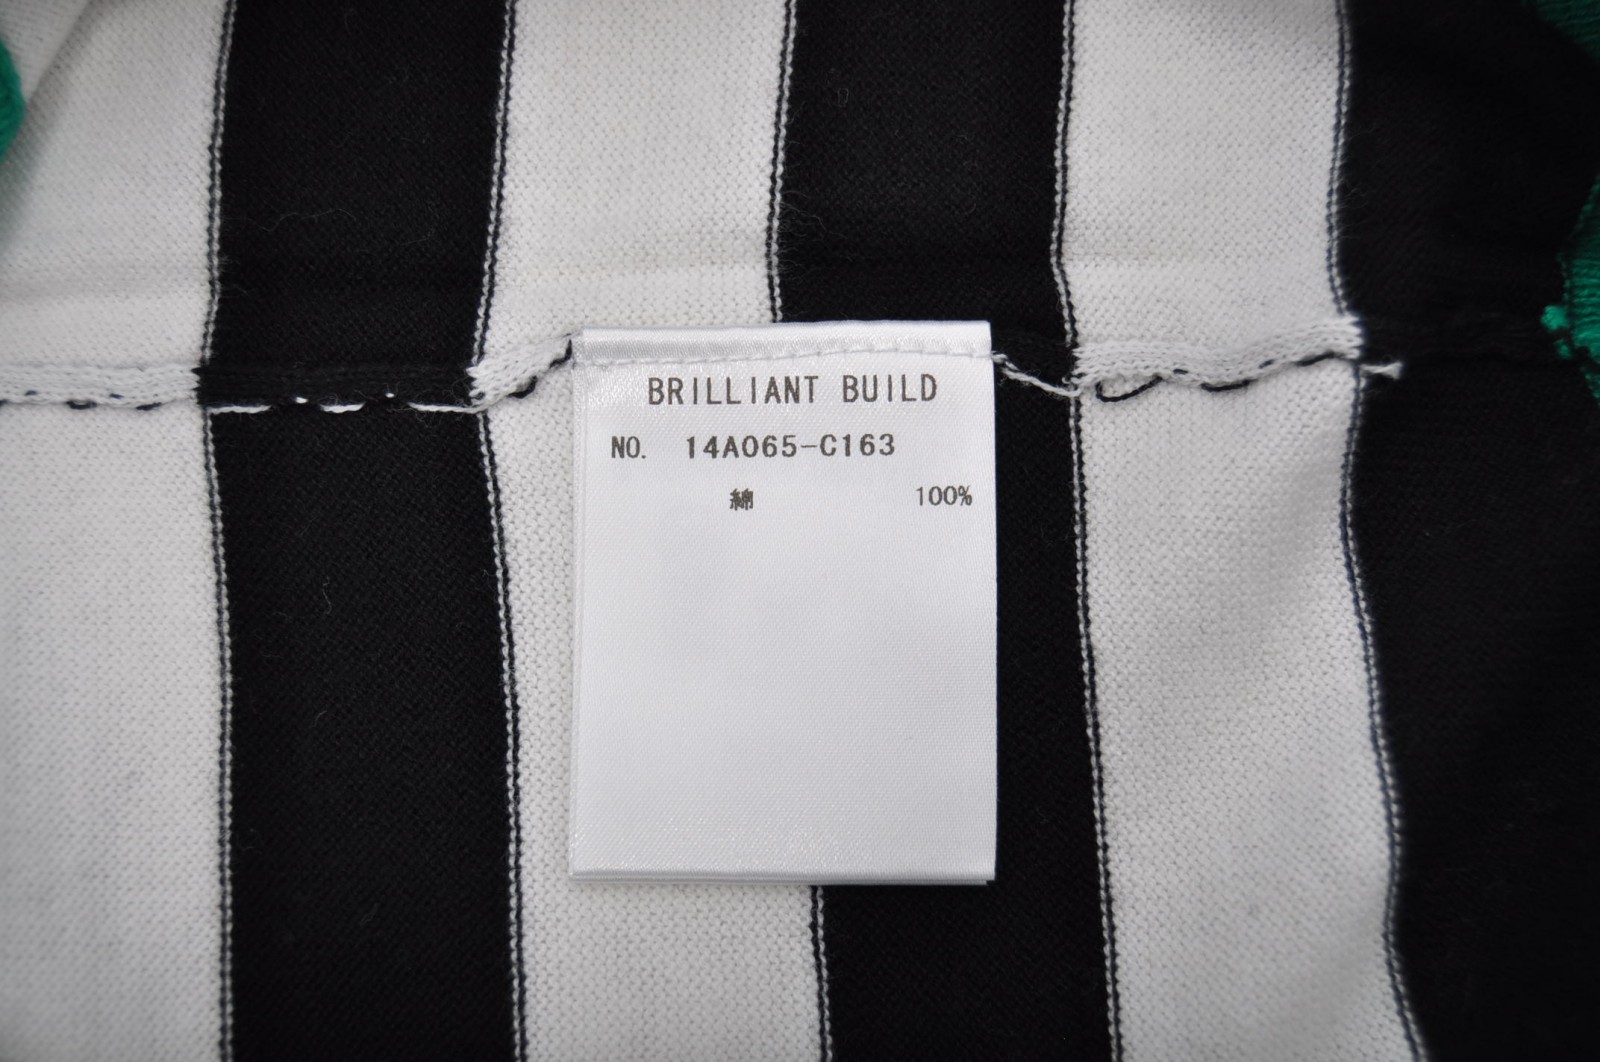 BRILLIANT BUILD
NO. 14A065-C163
綿 100%